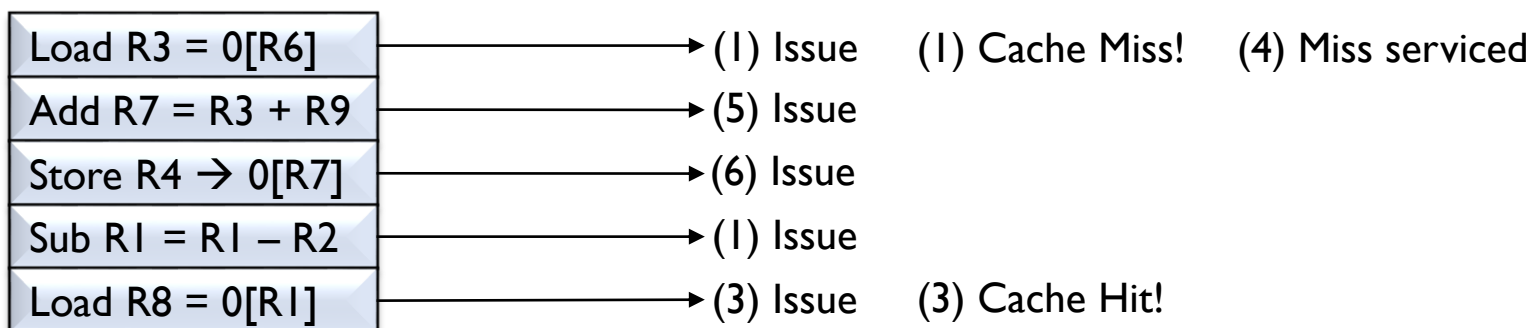 Load R3 = 0[R6] (1) Issue (1) Cache Miss! (4) Miss serviced
Add R7 = R3 + R9 (5) Issue
Store R4 → 0[R7] (6) Issue
Sub R1 = R1 – R2 (1) Issue
Load R8 = 0[R1] (3) Issue (3) Cache Hit!